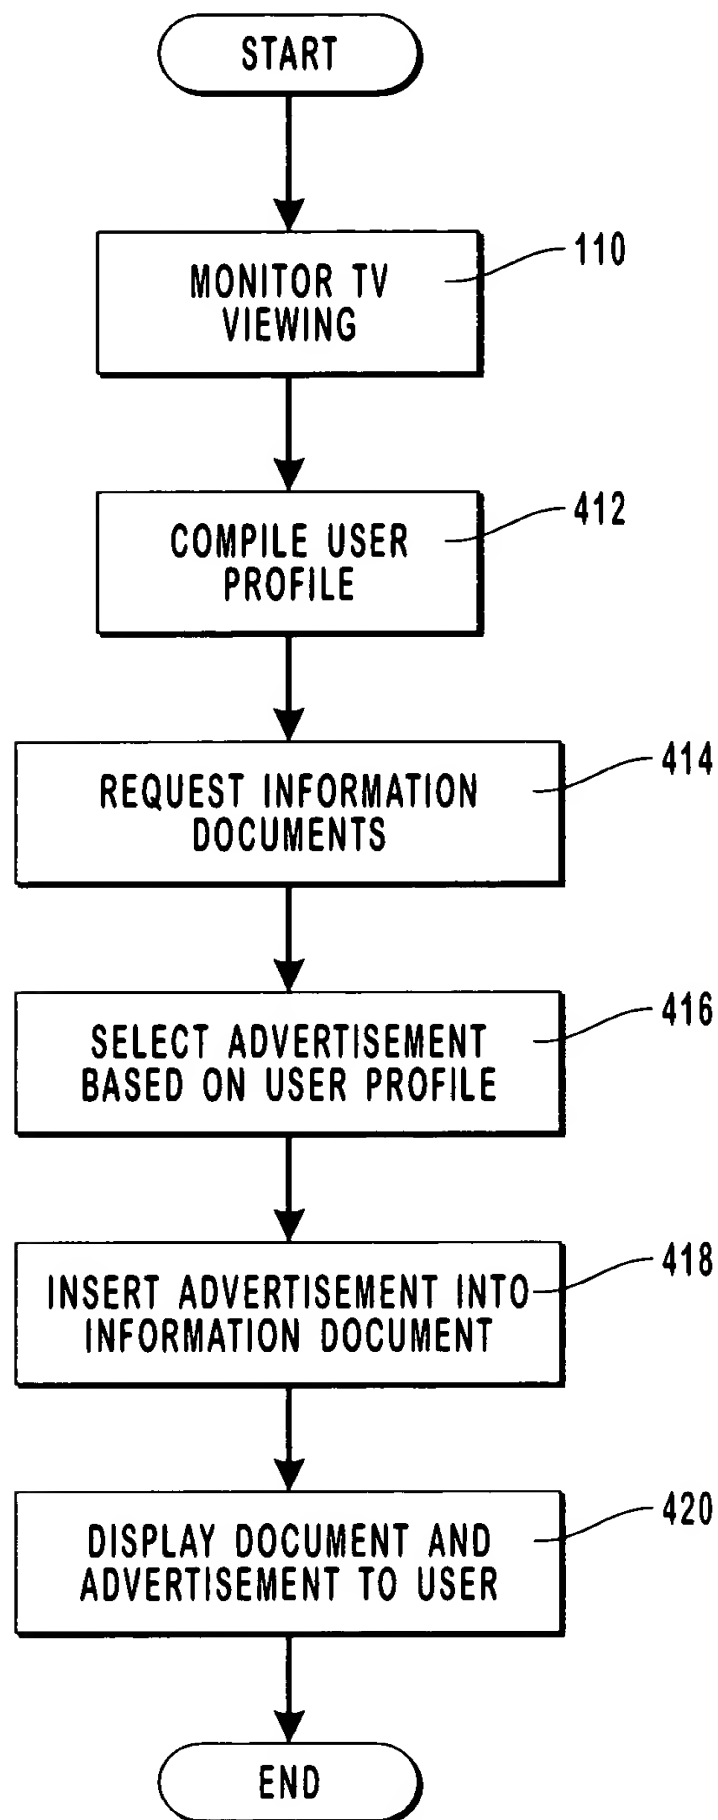 START
110
MONITOR TV
VIEWING
412
COMPILE USER
PROFILE
414
REQUEST INFORMATION
DOCUMENTS
416
SELECT ADVERTISEMENT
BASED ON USER PROFILE
418
INSERT ADVERTISEMENT INTO
INFORMATION DOCUMENT
420
DISPLAY DOCUMENT AND
ADVERTISEMENT TO USER
END